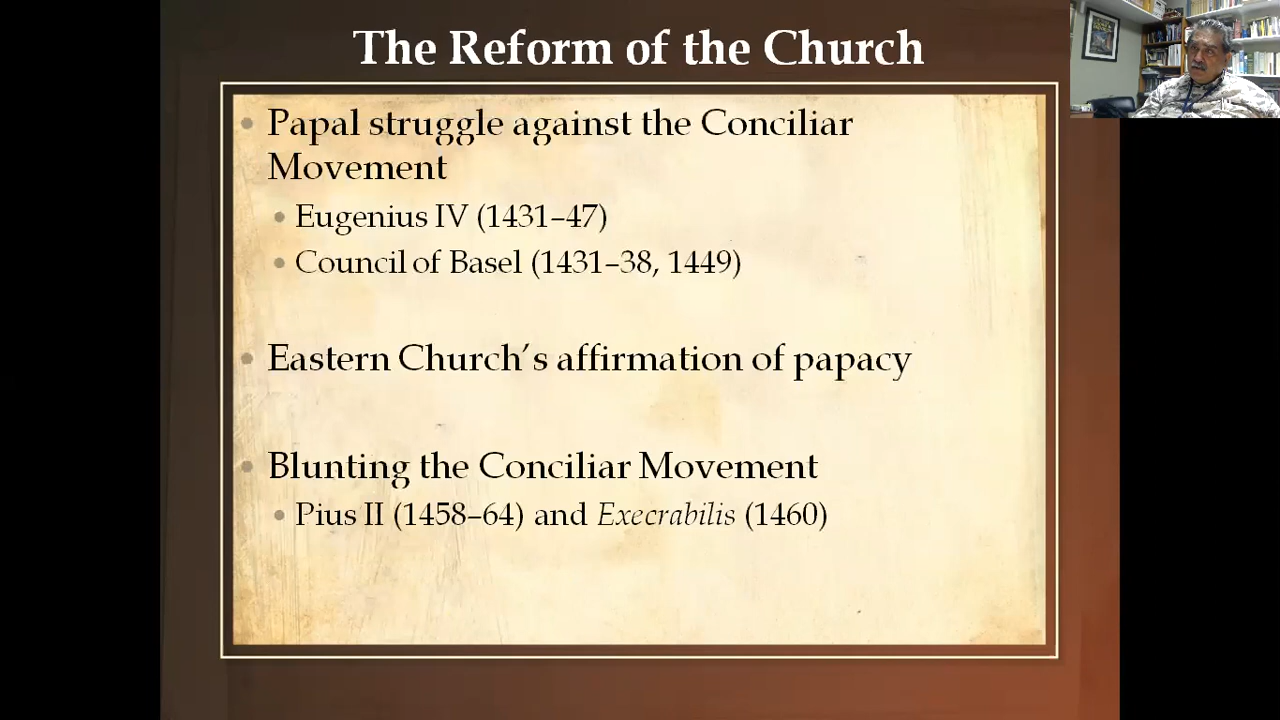 The Reform of the Church
• Papal struggle against the Conciliar
Movement
• Eugenius IV (1431–47)
• Council of Basel (1431–38, 1449)
• Eastern Church’s affirmation of papacy
• Blunting the Conciliar Movement
• Pius II (1458–64) and Execrabilis (1460)